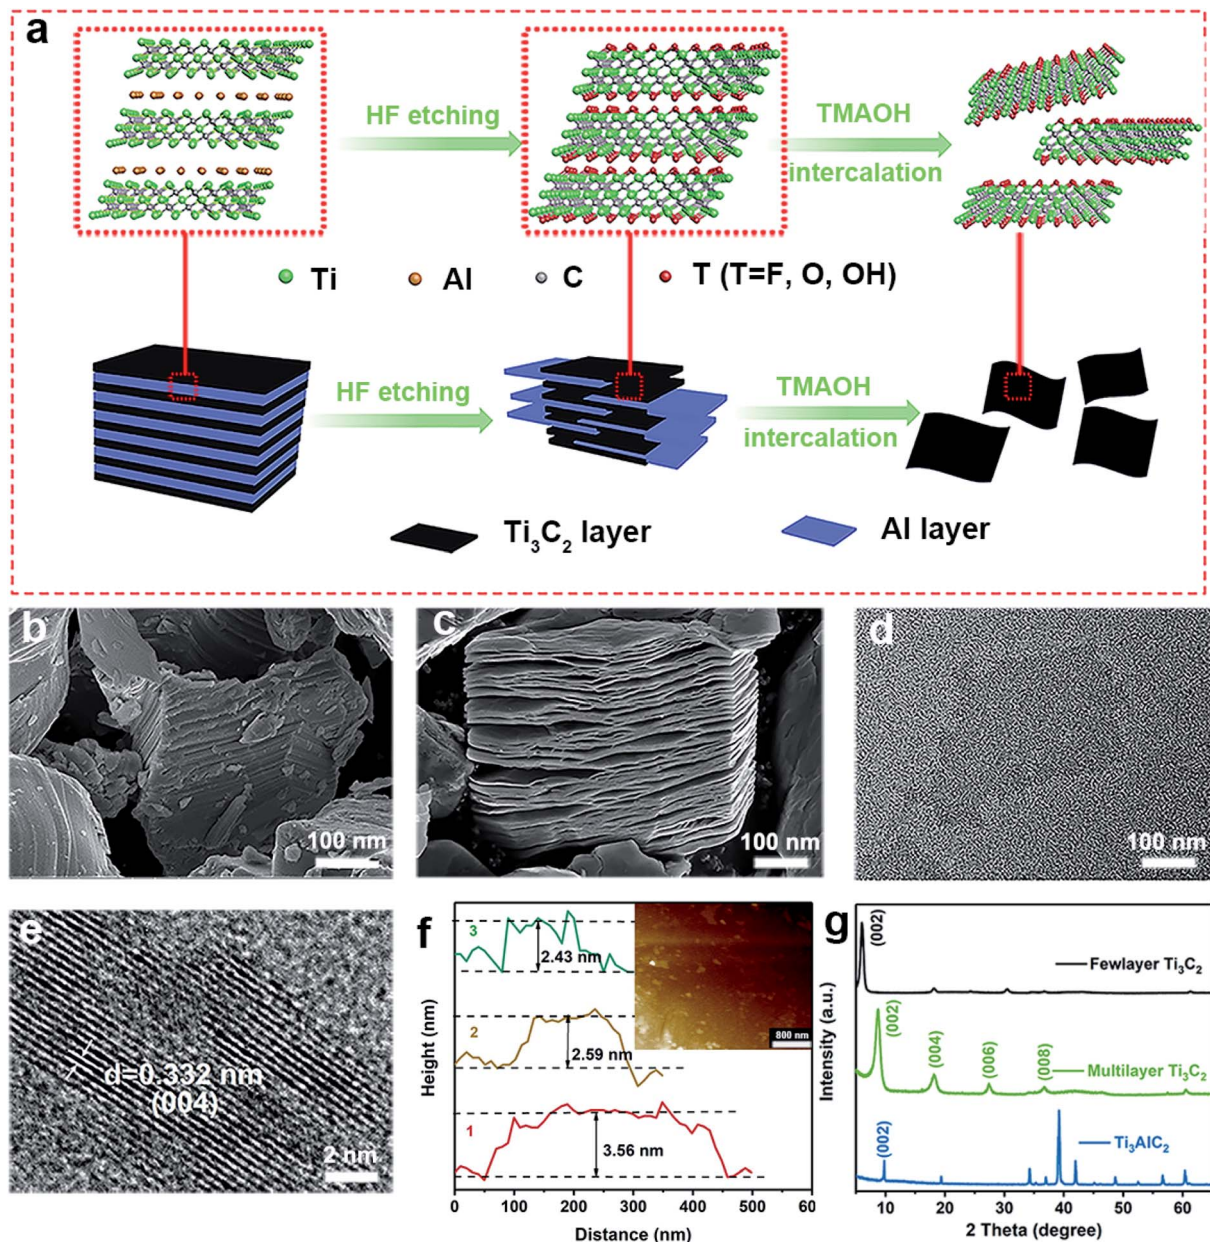 a
HF etching
TMAOH
intercalation
Ti
Al
C
T (T=F, O, OH)
HF etching
TMAOH
intercalation
Ti₃C₂ layer
Al layer
b
100 nm
c
100 nm
d
100 nm
e
d=0.332 nm
(004)
2 nm
f
Height (nm)
3
2.43 nm
2
2.59 nm
1
3.56 nm
800 nm
0 100 200 300 400 500 600
Distance (nm)
g
Intensity (a.u.)
(002)
Fewlayer Ti₃C₂
(002)
(004)
(006)
(008)
Multilayer Ti₃C₂
(002)
Ti₃AlC₂
10 20 30 40 50 60
2 Theta (degree)